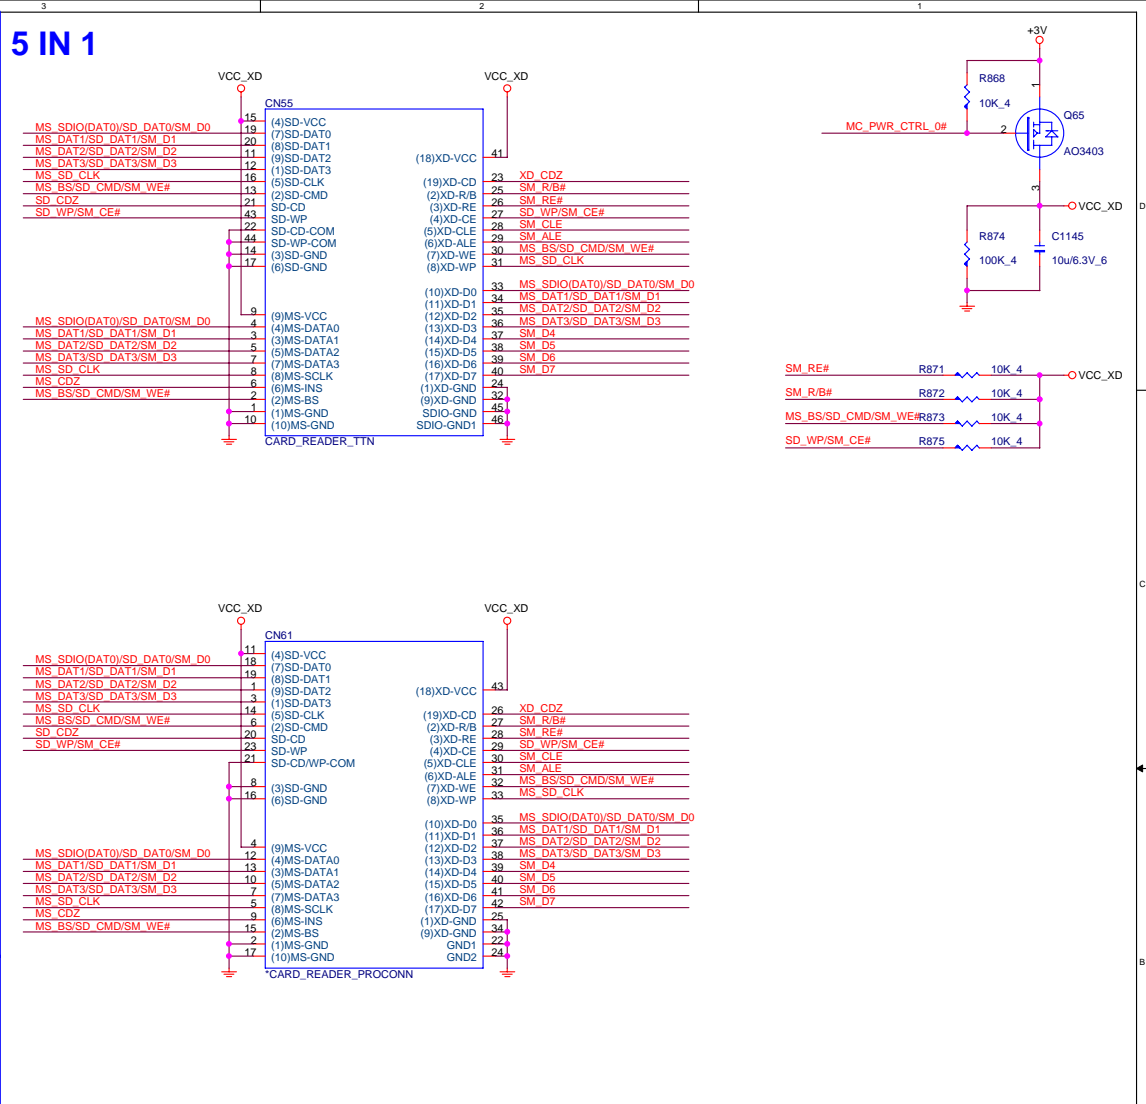 3 2 1
5 IN 1
VCC_XD VCC_XD
CN55
MS_SDIO(DAT0)/SD_DAT0/SM_D0
MS_DAT1/SD_DAT1/SM_D1
MS_DAT2/SD_DAT2/SM_D2
MS_DAT3/SD_DAT3/SM_D3
MS_SD_CLK
MS_BS/SD_CMD/SM_WE#
SD_CDZ
SD_WP/SM_CE#
15 (4)SD-VCC
19 (7)SD-DAT0
20 (8)SD-DAT1
11 (9)SD-DAT2
12 (1)SD-DAT3
16 (5)SD-CLK
13 (2)SD-CMD
21 SD-CD
43 SD-WP
22 SD-CD-COM
44 SD-WP-COM
14 (3)SD-GND
17 (6)SD-GND
MS_SDIO(DAT0)/SD_DAT0/SM_D0
MS_DAT1/SD_DAT1/SM_D1
MS_DAT2/SD_DAT2/SM_D2
MS_DAT3/SD_DAT3/SM_D3
MS_SD_CLK
MS_CDZ
MS_BS/SD_CMD/SM_WE#
9 (9)MS-VCC
4 (4)MS-DATA0
3 (3)MS-DATA1
5 (5)MS-DATA2
7 (7)MS-DATA3
8 (8)MS-SCLK
6 (6)MS-INS
2 (2)MS-BS
1 (1)MS-GND
10 (10)MS-GND
(18)XD-VCC 41
(19)XD-CD 23 XD_CDZ
(2)XD-R/B 25 SM_R/B#
(3)XD-RE 26 SM_RE#
(4)XD-CE 27 SD_WP/SM_CE#
(5)XD-CLE 28 SM_CLE
(6)XD-ALE 29 SM_ALE
(7)XD-WE 30 MS_BS/SD_CMD/SM_WE#
(8)XD-WP 31 MS_SD_CLK
(10)XD-D0 33 MS_SDIO(DAT0)/SD_DAT0/SM_D0
(11)XD-D1 34 MS_DAT1/SD_DAT1/SM_D1
(12)XD-D2 35 MS_DAT2/SD_DAT2/SM_D2
(13)XD-D3 36 MS_DAT3/SD_DAT3/SM_D3
(14)XD-D4 37 SM_D4
(15)XD-D5 38 SM_D5
(16)XD-D6 39 SM_D6
(17)XD-D7 40 SM_D7
(1)XD-GND 24
(9)XD-GND 32
SDIO-GND 45
SDIO-GND1 46
CARD_READER_TTN
+3V
R868
10K_4
1
MC_PWR_CTRL_0# 2
Q65
AO3403
3
VCC_XD
R874
100K_4
C1145
10u/6.3V_6
SM_RE# R871 10K_4 VCC_XD
SM_R/B# R872 10K_4
MS_BS/SD_CMD/SM_WE# R873 10K_4
SD_WP/SM_CE# R875 10K_4
D
C
B
VCC_XD VCC_XD
CN61
MS_SDIO(DAT0)/SD_DAT0/SM_D0
MS_DAT1/SD_DAT1/SM_D1
MS_DAT2/SD_DAT2/SM_D2
MS_DAT3/SD_DAT3/SM_D3
MS_SD_CLK
MS_BS/SD_CMD/SM_WE#
SD_CDZ
SD_WP/SM_CE#
11 (4)SD-VCC
18 (7)SD-DAT0
19 (8)SD-DAT1
1 (9)SD-DAT2
3 (1)SD-DAT3
14 (5)SD-CLK
6 (2)SD-CMD
20 SD-CD
23 SD-WP
21 SD-CD/WP-COM
8 (3)SD-GND
16 (6)SD-GND
MS_SDIO(DAT0)/SD_DAT0/SM_D0
MS_DAT1/SD_DAT1/SM_D1
MS_DAT2/SD_DAT2/SM_D2
MS_DAT3/SD_DAT3/SM_D3
MS_SD_CLK
MS_CDZ
MS_BS/SD_CMD/SM_WE#
4 (9)MS-VCC
12 (4)MS-DATA0
13 (3)MS-DATA1
10 (5)MS-DATA2
7 (7)MS-DATA3
5 (8)MS-SCLK
9 (6)MS-INS
15 (2)MS-BS
2 (1)MS-GND
17 (10)MS-GND
(18)XD-VCC 43
(19)XD-CD 26 XD_CDZ
(2)XD-R/B 27 SM_R/B#
(3)XD-RE 28 SM_RE#
(4)XD-CE 29 SD_WP/SM_CE#
(5)XD-CLE 30 SM_CLE
(6)XD-ALE 31 SM_ALE
(7)XD-WE 32 MS_BS/SD_CMD/SM_WE#
(8)XD-WP 33 MS_SD_CLK
(10)XD-D0 35 MS_SDIO(DAT0)/SD_DAT0/SM_D0
(11)XD-D1 36 MS_DAT1/SD_DAT1/SM_D1
(12)XD-D2 37 MS_DAT2/SD_DAT2/SM_D2
(13)XD-D3 38 MS_DAT3/SD_DAT3/SM_D3
(14)XD-D4 39 SM_D4
(15)XD-D5 40 SM_D5
(16)XD-D6 41 SM_D6
(17)XD-D7 42 SM_D7
(1)XD-GND 25
(9)XD-GND 34
GND1 22
GND2 24
*CARD_READER_PROCONN